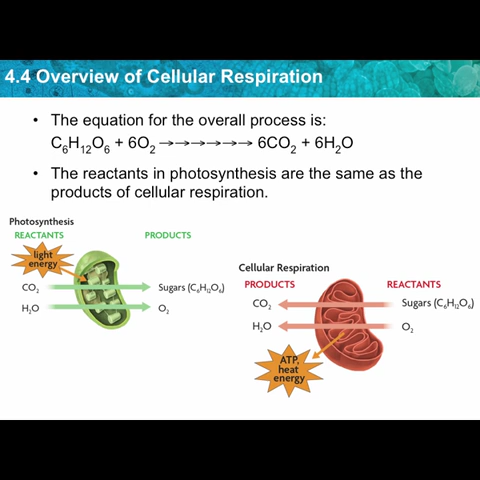 4.4 Overview of Cellular Respiration
• The equation for the overall process is:
C₆H₁₂O₆ + 6O₂ →→→→→→→ 6CO₂ + 6H₂O
• The reactants in photosynthesis are the same as the
products of cellular respiration.
Photosynthesis
REACTANTS PRODUCTS
light
energy
CO₂ Sugars (C₆H₁₂O₆)
H₂O O₂
Cellular Respiration
PRODUCTS REACTANTS
CO₂ Sugars (C₆H₁₂O₆)
H₂O O₂
ATP,
heat
energy